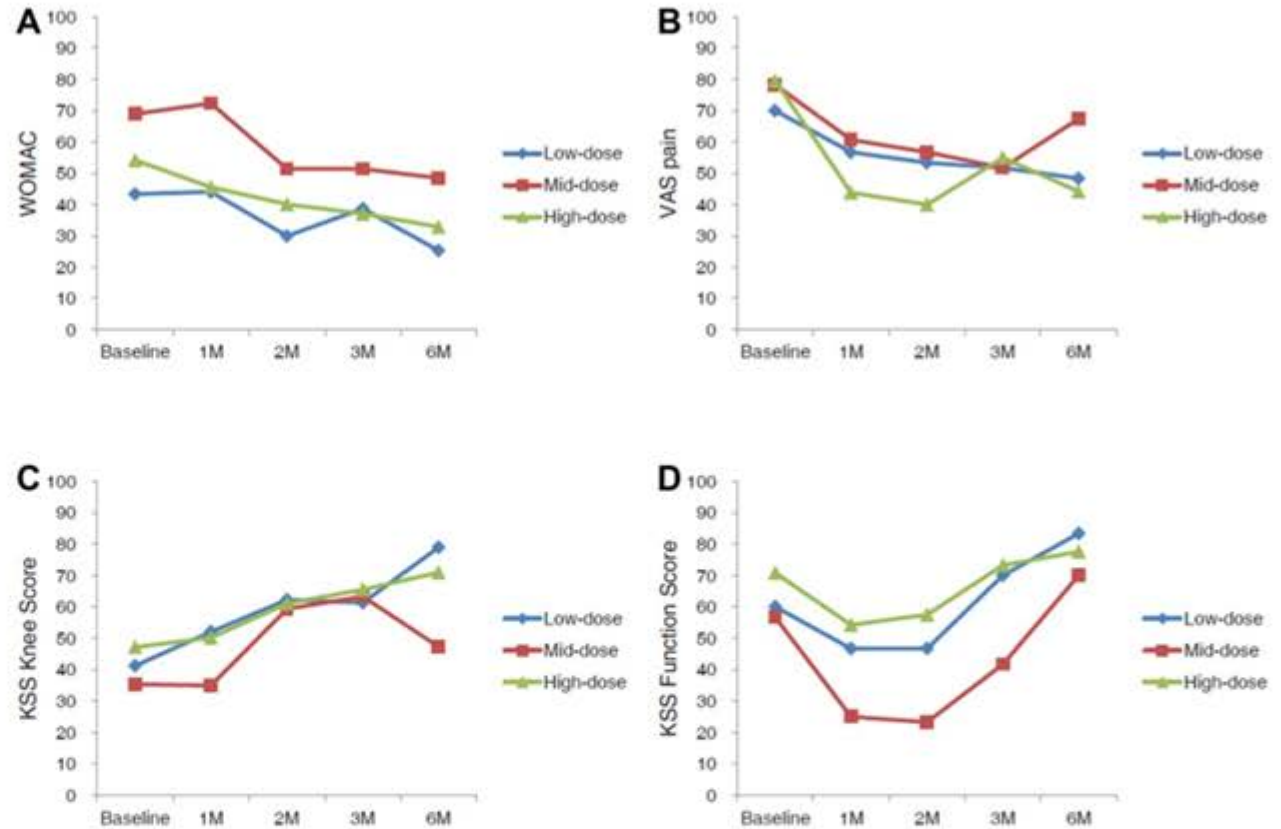 A
100
90
80
70
60
50
40
30
20
10
0
WOMAC
Baseline 1M 2M 3M 6M
Low-dose
Mid-dose
High-dose
B
100
90
80
70
60
50
40
30
20
10
0
VAS pain
Baseline 1M 2M 3M 6M
Low-dose
Mid-dose
High-dose
C
100
90
80
70
60
50
40
30
20
10
0
KSS Knee Score
Baseline 1M 2M 3M 6M
Low-dose
Mid-dose
High-dose
D
100
90
80
70
60
50
40
30
20
10
0
KSS Function Score
Baseline 1M 2M 3M 6M
Low-dose
Mid-dose
High-dose